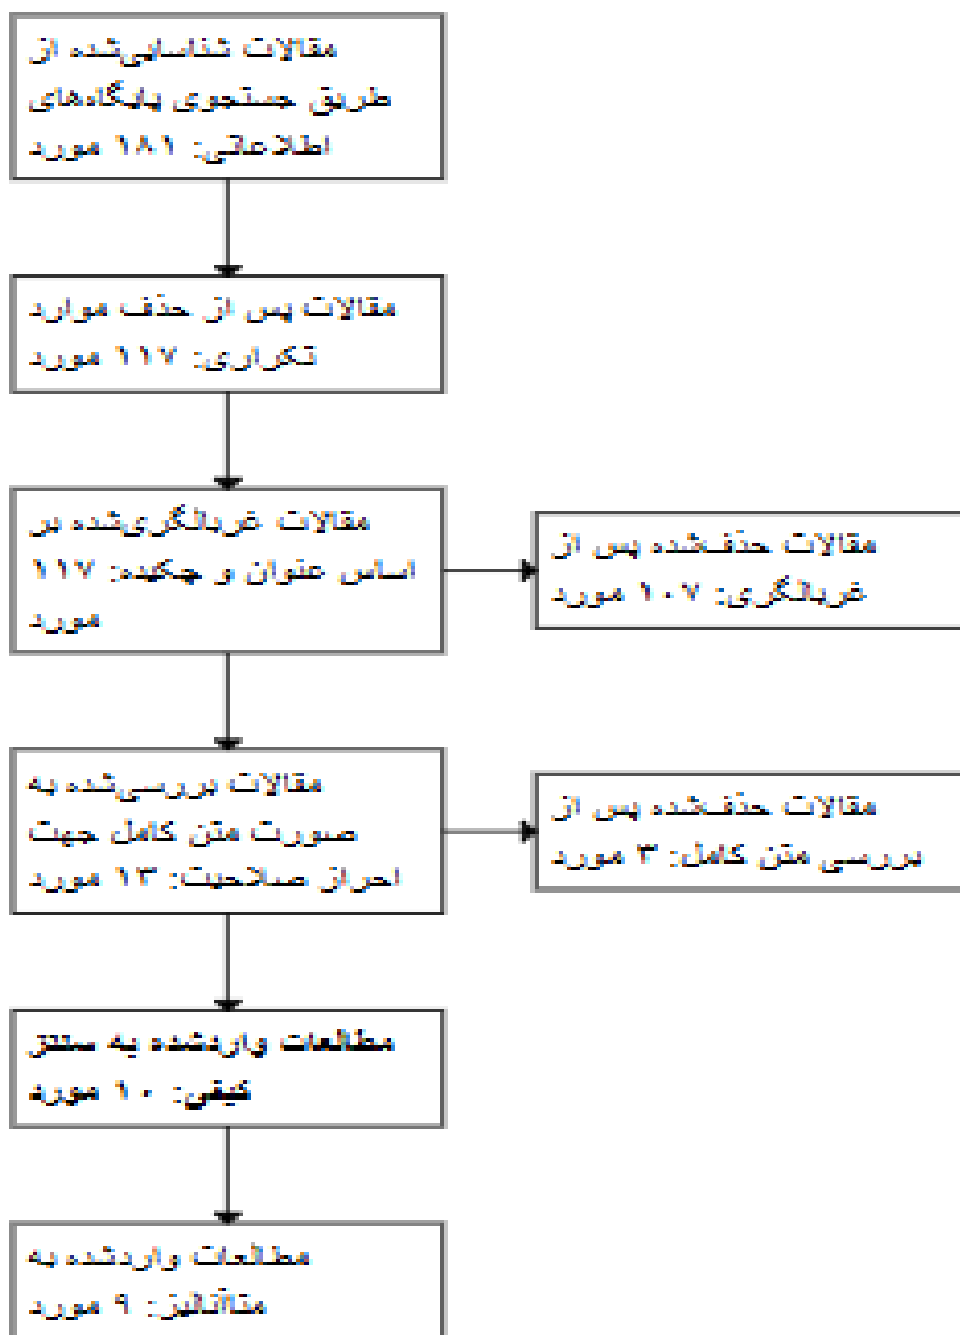 مقالات شناسایی‌شده از
طریق جستجوی پایگاه‌های
اطلاعاتی: ۱۸۱ مورد
مقالات پس از حذف موارد
تکراری: ۱۱۷ مورد
مقالات غربالگری‌شده بر
اساس عنوان و چکیده: ۱۱۷
مورد
مقالات حذف‌شده پس از
غربالگری: ۱۰۷ مورد
مقالات بررسی‌شده به
صورت متن کامل جهت
احراز صلاحیت: ۱۳ مورد
مقالات حذف‌شده پس از
بررسی متن کامل: ۳ مورد
مطالعات واردشده به سنتز
کیفی: ۱۰ مورد
مطالعات واردشده به
متاآنالیز: ۹ مورد